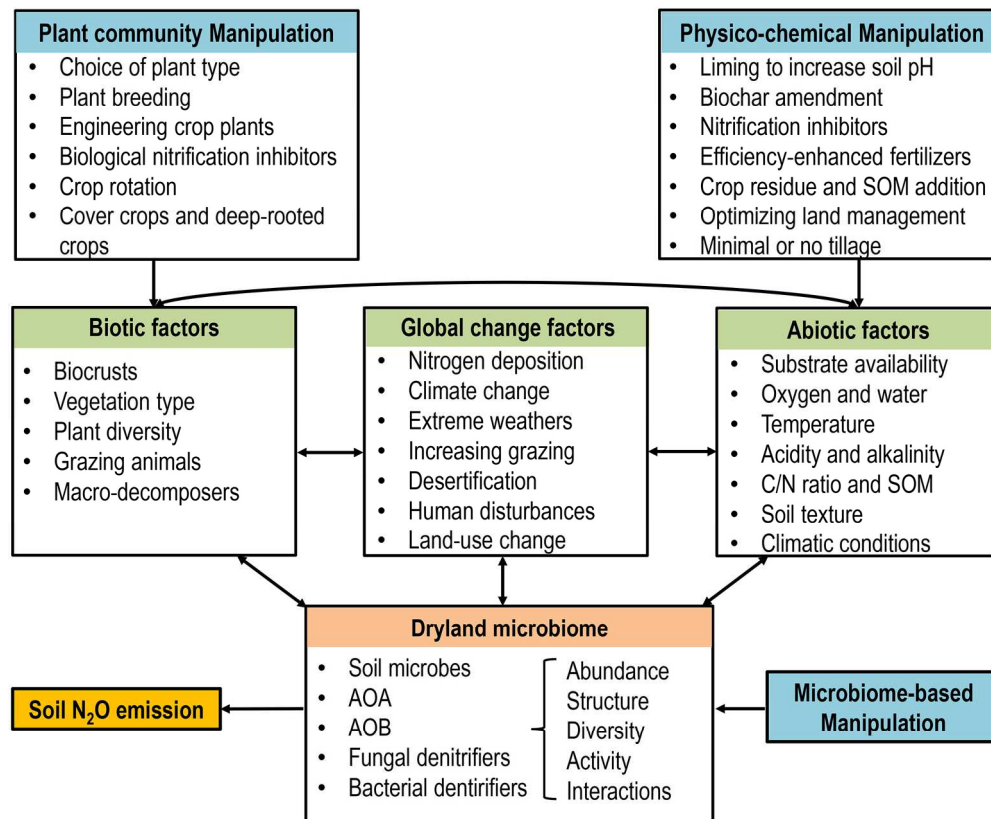 Plant community Manipulation
• Choice of plant type
• Plant breeding
• Engineering crop plants
• Biological nitrification inhibitors
• Crop rotation
• Cover crops and deep-rooted
crops
Physico-chemical Manipulation
• Liming to increase soil pH
• Biochar amendment
• Nitrification inhibitors
• Efficiency-enhanced fertilizers
• Crop residue and SOM addition
• Optimizing land management
• Minimal or no tillage
Biotic factors
• Biocrusts
• Vegetation type
• Plant diversity
• Grazing animals
• Macro-decomposers
Global change factors
• Nitrogen deposition
• Climate change
• Extreme weathers
• Increasing grazing
• Desertification
• Human disturbances
• Land-use change
Abiotic factors
• Substrate availability
• Oxygen and water
• Temperature
• Acidity and alkalinity
• C/N ratio and SOM
• Soil texture
• Climatic conditions
Dryland microbiome
• Soil microbes
• AOA
• AOB
• Fungal denitrifiers
• Bacterial dentirifiers
Abundance
Structure
Diversity
Activity
Interactions
Soil N₂O emission
Microbiome-based
Manipulation